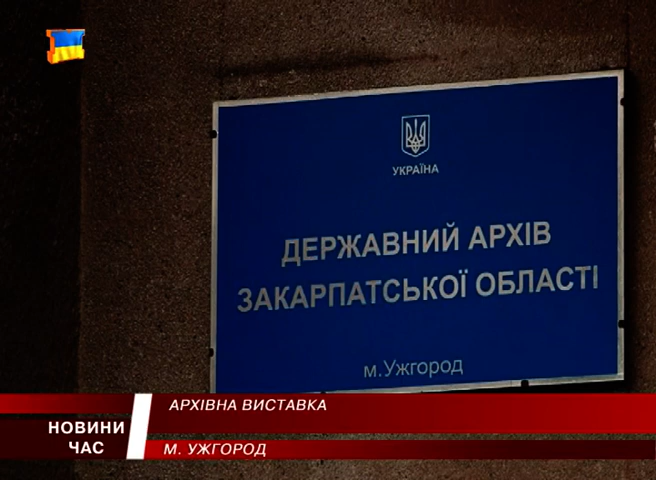 УКРАЇНА
ДЕРЖАВНИЙ АРХІВ
ЗАКАРПАТСЬКОЇ ОБЛАСТІ
м.Ужгород
АРХІВНА ВИСТАВКА
НОВИНИ
ЧАС
М. УЖГОРОД